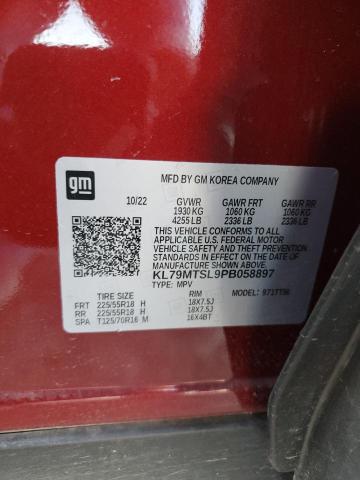 gm
MFD BY GM KOREA COMPANY
10/22 GVWR GAWR FRT GAWR RR
1930 KG 1060 KG 1060 KG
4255 LB 2336 LB 2336 LB
THIS VEHICLE CONFORMS TO ALL
APPLICABLE U.S. FEDERAL MOTOR
VEHICLE SAFETY, BUMPER, AND
THEFT PREVENTION STANDARDS
IN EFFECT ON THE DATE OF
MANUFACTURE SHOWN ABOVE.
KL79MTSL9PB058897
TYPE: MPV MODEL:
TIRE SIZE RIM
FRT 225/55R18 H 18X7.5J
RR 225/55R18 H 18X7.5J
SPA T125/70R16 M 16X4BT